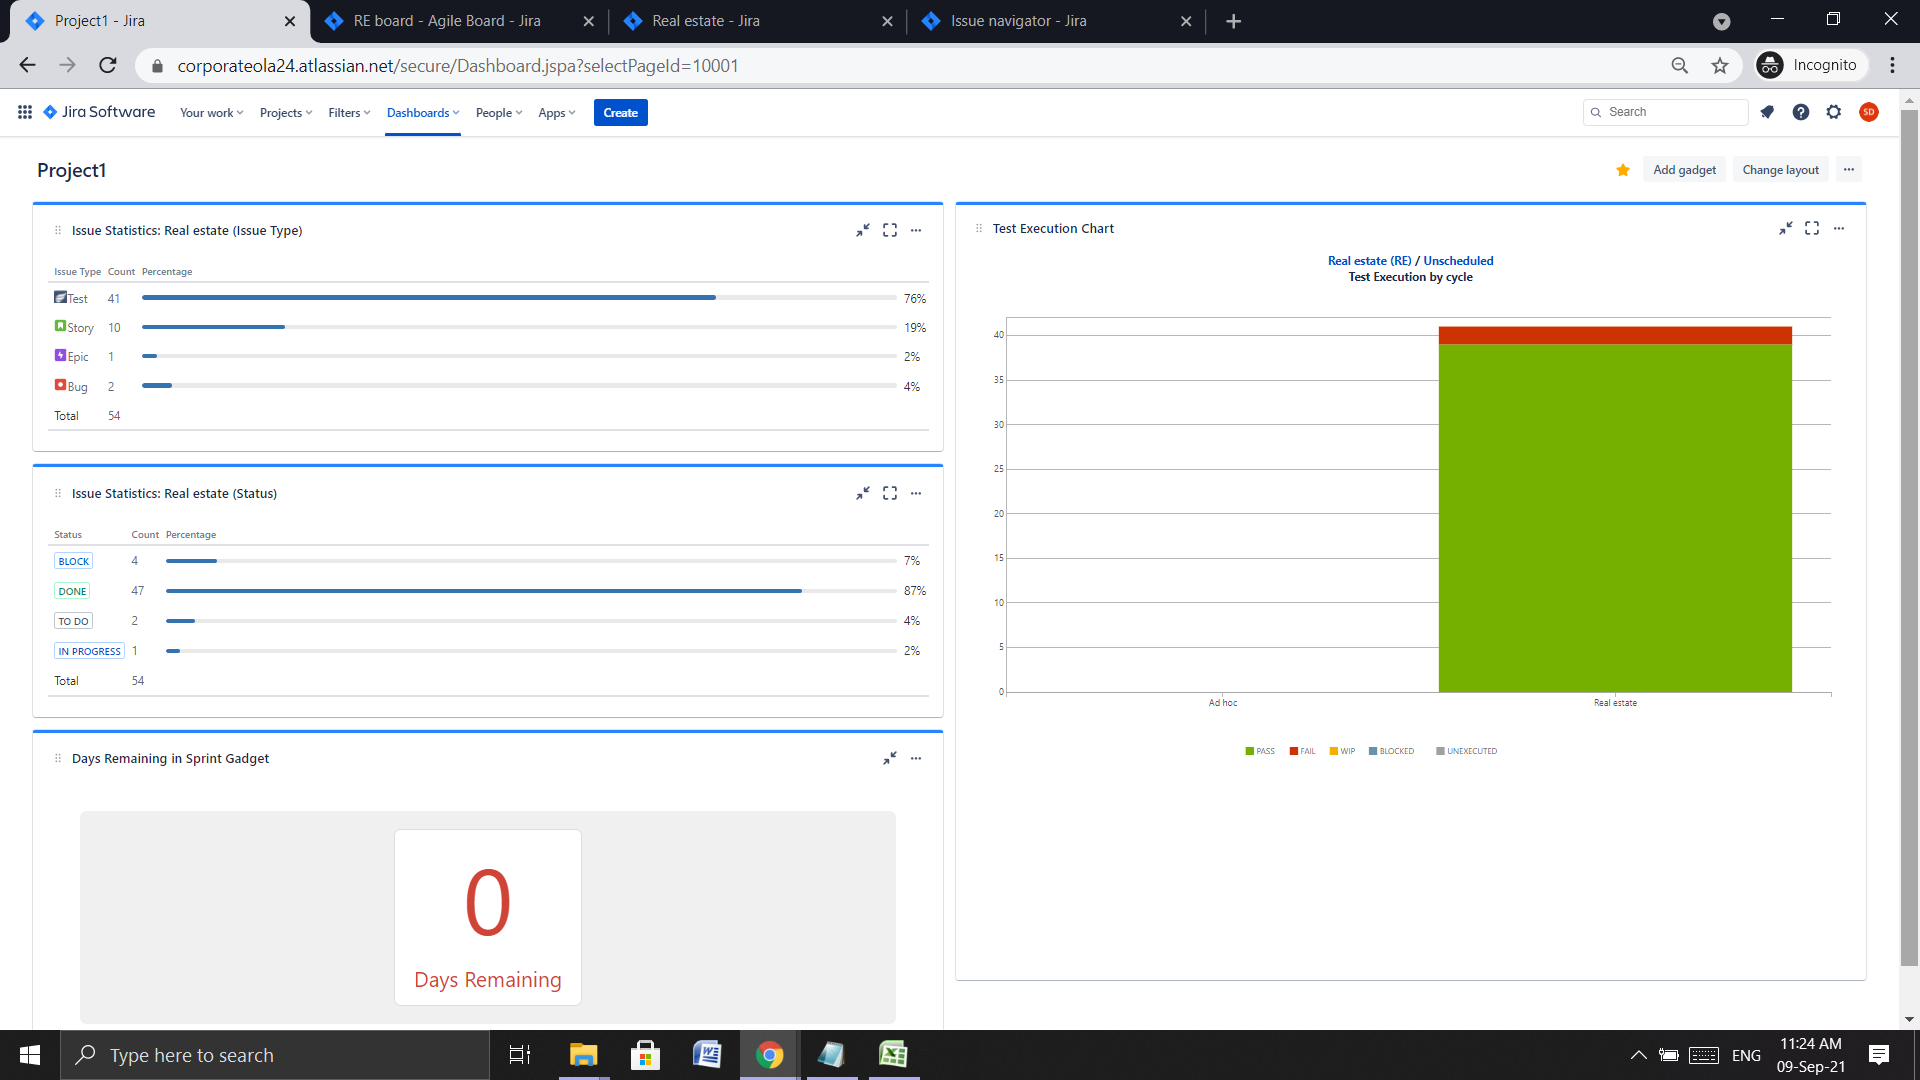 Project1 - Jira
RE board - Agile Board - Jira
Real estate - Jira
Issue navigator - Jira
corporateola24.atlassian.net/secure/Dashboard.jspa?selectPageId=10001
Incognito
Jira Software
Your work
Projects
Filters
Dashboards
People
Apps
Create
Search
SD
Project1
Add gadget
Change layout
Issue Statistics: Real estate (Issue Type)
Issue Type Count Percentage
Test 41 76%
Story 10 19%
Epic 1 2%
Bug 2 4%
Total 54
Issue Statistics: Real estate (Status)
Status Count Percentage
BLOCK 4 7%
DONE 47 87%
TO DO 2 4%
IN PROGRESS 1 2%
Total 54
Days Remaining in Sprint Gadget
0
Days Remaining
Test Execution Chart
Real estate (RE) / Unscheduled
Test Execution by cycle
40
35
30
25
20
15
10
5
0
Ad hoc
Real estate
PASS FAIL WIP BLOCKED UNEXECUTED
Type here to search
ENG
11:24 AM
09-Sep-21